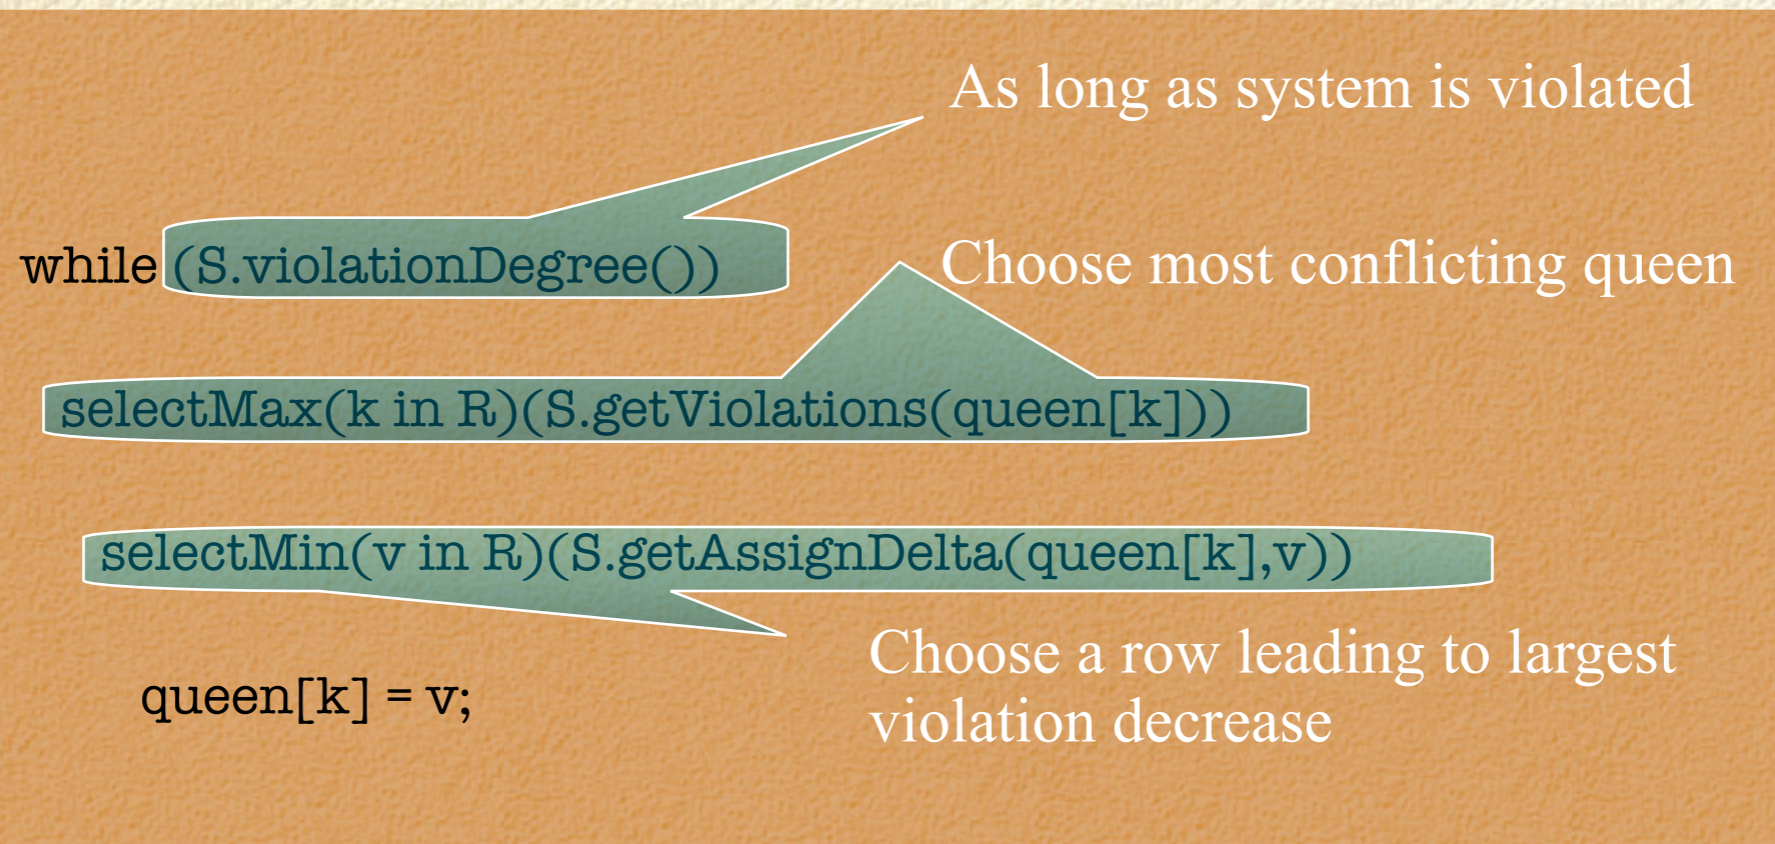 As long as system is violated
while (S.violationDegree())
Choose most conflicting queen
selectMax(k in R)(S.getViolations(queen[k]))
selectMin(v in R)(S.getAssignDelta(queen[k],v))
Choose a row leading to largest
violation decrease
queen[k] = v;